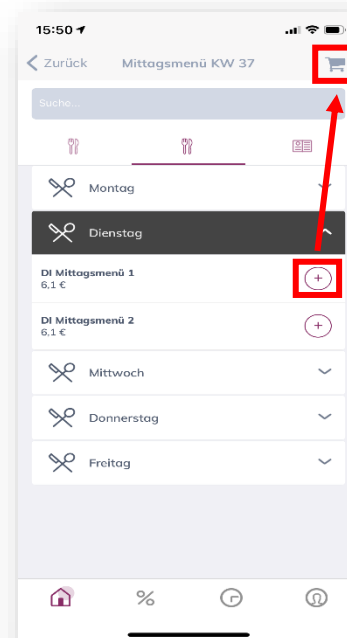 15:50
Zurück Mittagsmenü KW 37
Suche...
Montag
Dienstag
DI Mittagsmenü 1
6,1 €
DI Mittagsmenü 2
6,1 €
Mittwoch
Donnerstag
Freitag